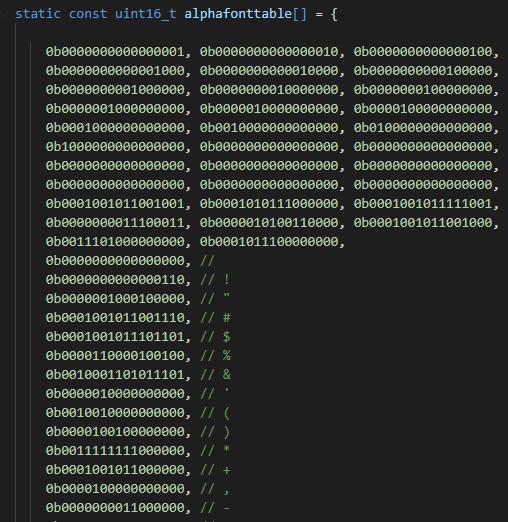 static const uint16_t alphafonttable[] = {
0b0000000000000001, 0b0000000000000010, 0b0000000000000100,
0b0000000000001000, 0b0000000000010000, 0b0000000000100000,
0b0000000001000000, 0b0000000010000000, 0b0000000100000000,
0b0000001000000000, 0b0000010000000000, 0b0000100000000000,
0b0001000000000000, 0b0010000000000000, 0b0100000000000000,
0b1000000000000000, 0b0000000000000000, 0b0000000000000000,
0b0000000000000000, 0b0000000000000000, 0b0000000000000000,
0b0000000000000000, 0b0000000000000000, 0b0000000000000000,
0b0001001011001001, 0b0001010111000000, 0b0001001011111001,
0b0000000011100011, 0b0000010100110000, 0b0001001011001000,
0b0011101000000000, 0b0001011100000000,
0b0000000000000000, //
0b0000000000000110, // !
0b0000001000100000, // "
0b0001001011001110, // #
0b0001001011101101, // $
0b0000110000100100, // %
0b0010001101011101, // &
0b0000010000000000, // '
0b0010010000000000, // (
0b0000100100000000, // )
0b0011111111000000, // *
0b0001001011000000, // +
0b0000100000000000, // ,
0b0000000011000000, // -